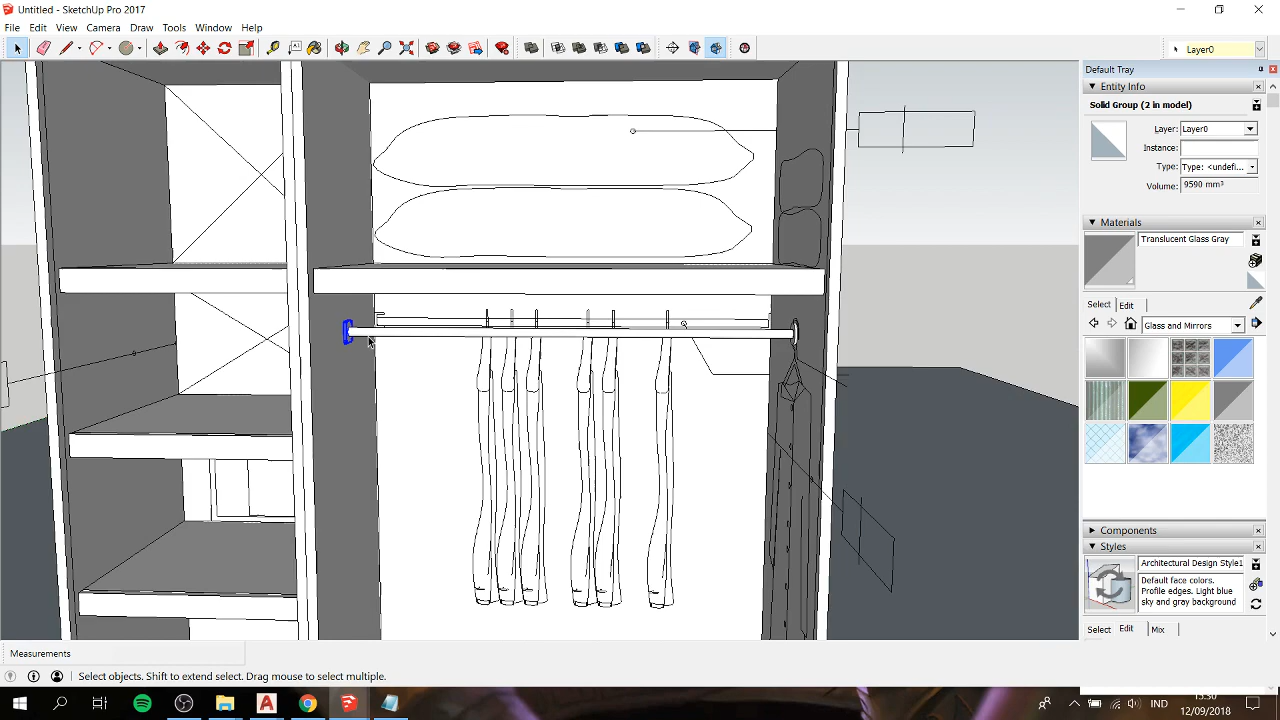 Untitled - SketchUp Pro 2017
File Edit View Camera Draw Tools Window Help
Layer0
Default Tray
Entity Info
Solid Group (2 in model)
Layer: Layer0
Instance:
Type: Type: <undefi...
Volume: 9590 mm³
Materials
Translucent Glass Gray
Select Edit
Glass and Mirrors
Components
Styles
Architectural Design Style1
Default face colors.
Profile edges. Light blue
sky and gray background
Select Edit Mix
Measurements
Select objects. Shift to extend select. Drag mouse to select multiple.
IND
15:30
12/09/2018